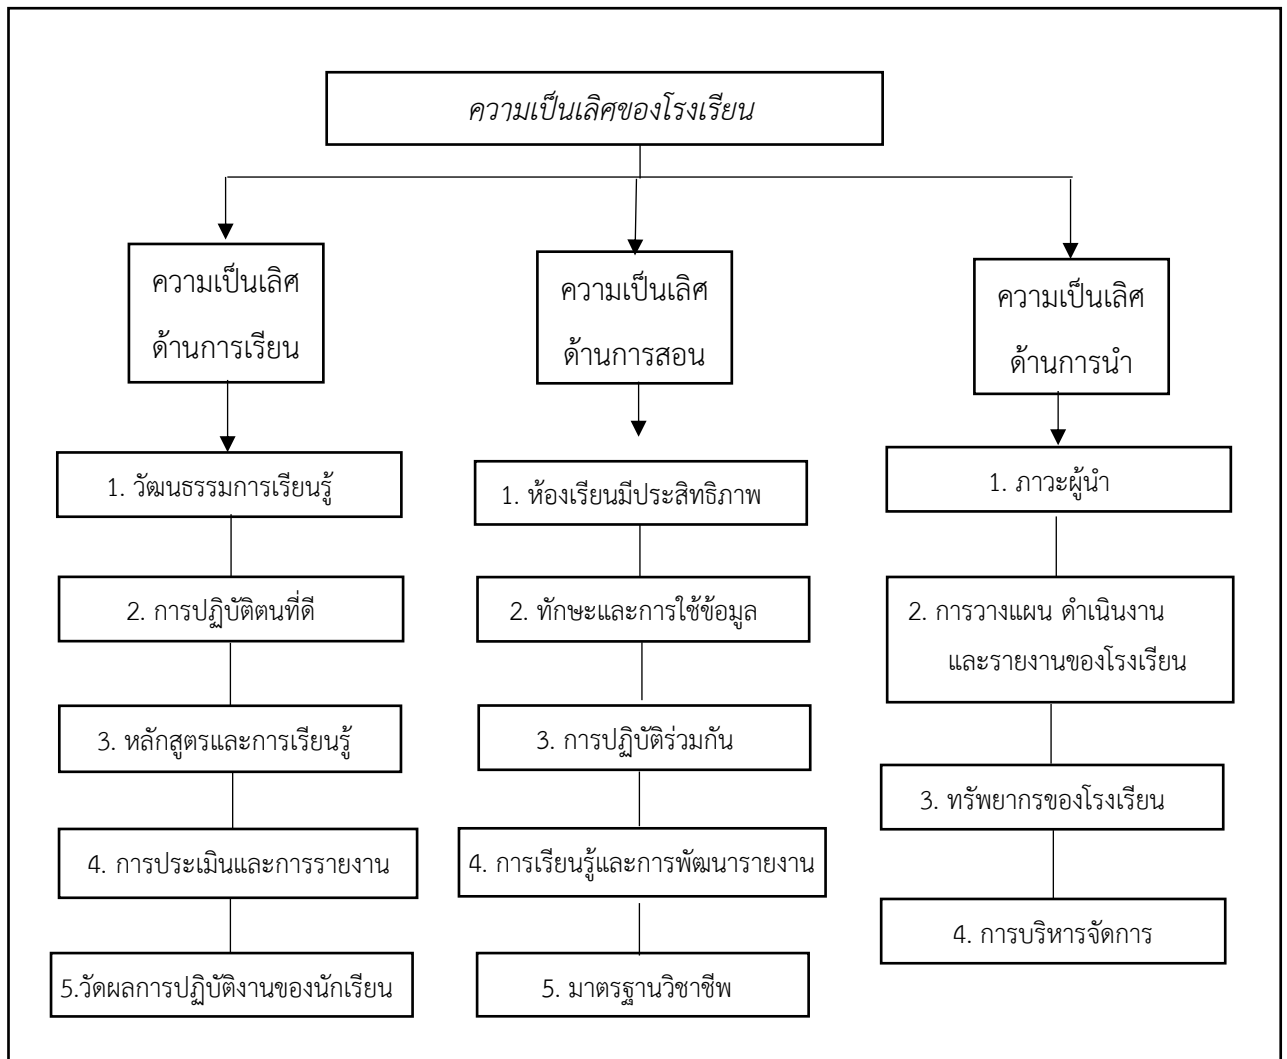 ความเป็นเลิศของโรงเรียน
ความเป็นเลิศ
ด้านการเรียน
1. วัฒนธรรมการเรียนรู้
2. การปฏิบัติตนที่ดี
3. หลักสูตรและการเรียนรู้
4. การประเมินและการรายงาน
5.วัดผลการปฏิบัติงานของนักเรียน
ความเป็นเลิศ
ด้านการสอน
1. ห้องเรียนมีประสิทธิภาพ
2. ทักษะและการใช้ข้อมูล
3. การปฏิบัติร่วมกัน
4. การเรียนรู้และการพัฒนารายงาน
5. มาตรฐานวิชาชีพ
ความเป็นเลิศ
ด้านการนำ
1. ภาวะผู้นำ
2. การวางแผน ดำเนินงาน
และรายงานของโรงเรียน
3. ทรัพยากรของโรงเรียน
4. การบริหารจัดการ